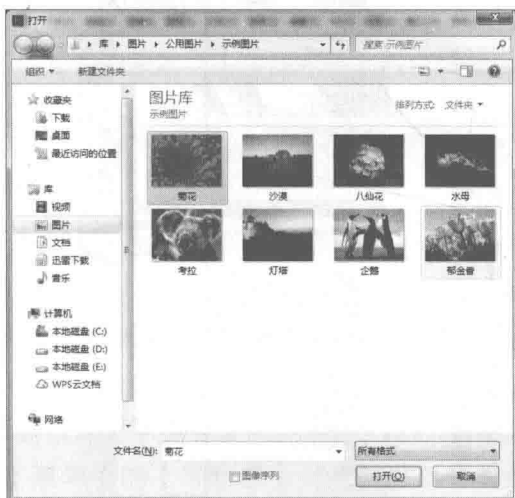 打开
库 ▸ 图片 ▸ 公用图片 ▸ 示例图片
搜索 示例图片
组织
新建文件夹
收藏夹
下载
桌面
最近访问的位置
库
视频
图片
文档
迅雷下载
音乐
计算机
本地磁盘 (C:)
本地磁盘 (D:)
本地磁盘 (E:)
WPS云文档
网络
图片库
示例图片
排列方式: 文件夹
菊花
沙漠
八仙花
水母
考拉
灯塔
企鹅
郁金香
文件名(N): 菊花
所有格式
图像序列
打开(O)
取消